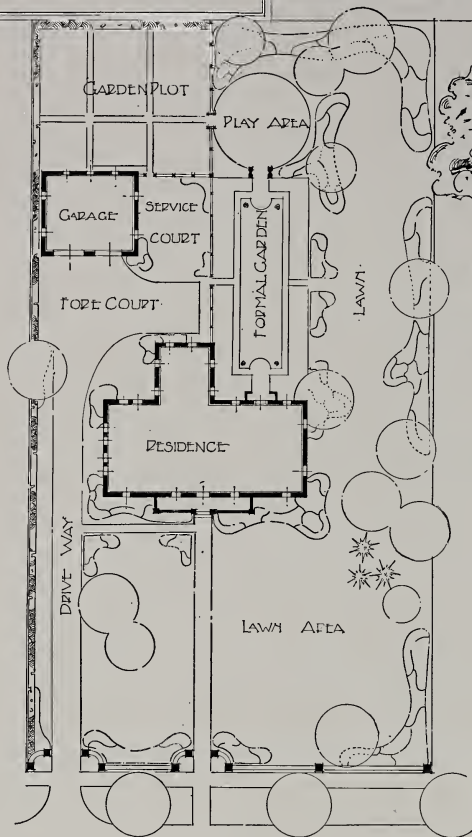 GARDEN PLOT
PLAY AREA
GARAGE
SERVICE
COURT
FORE COURT
FORMAL GARDEN
LAWN
RESIDENCE
DRIVE WAY
LAWN AREA